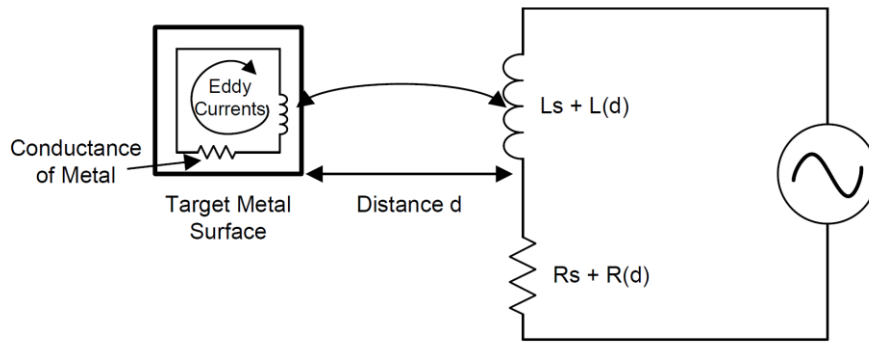 Eddy
Currents
Conductance
of Metal
Target Metal
Surface
Distance d
Ls + L(d)
Rs + R(d)